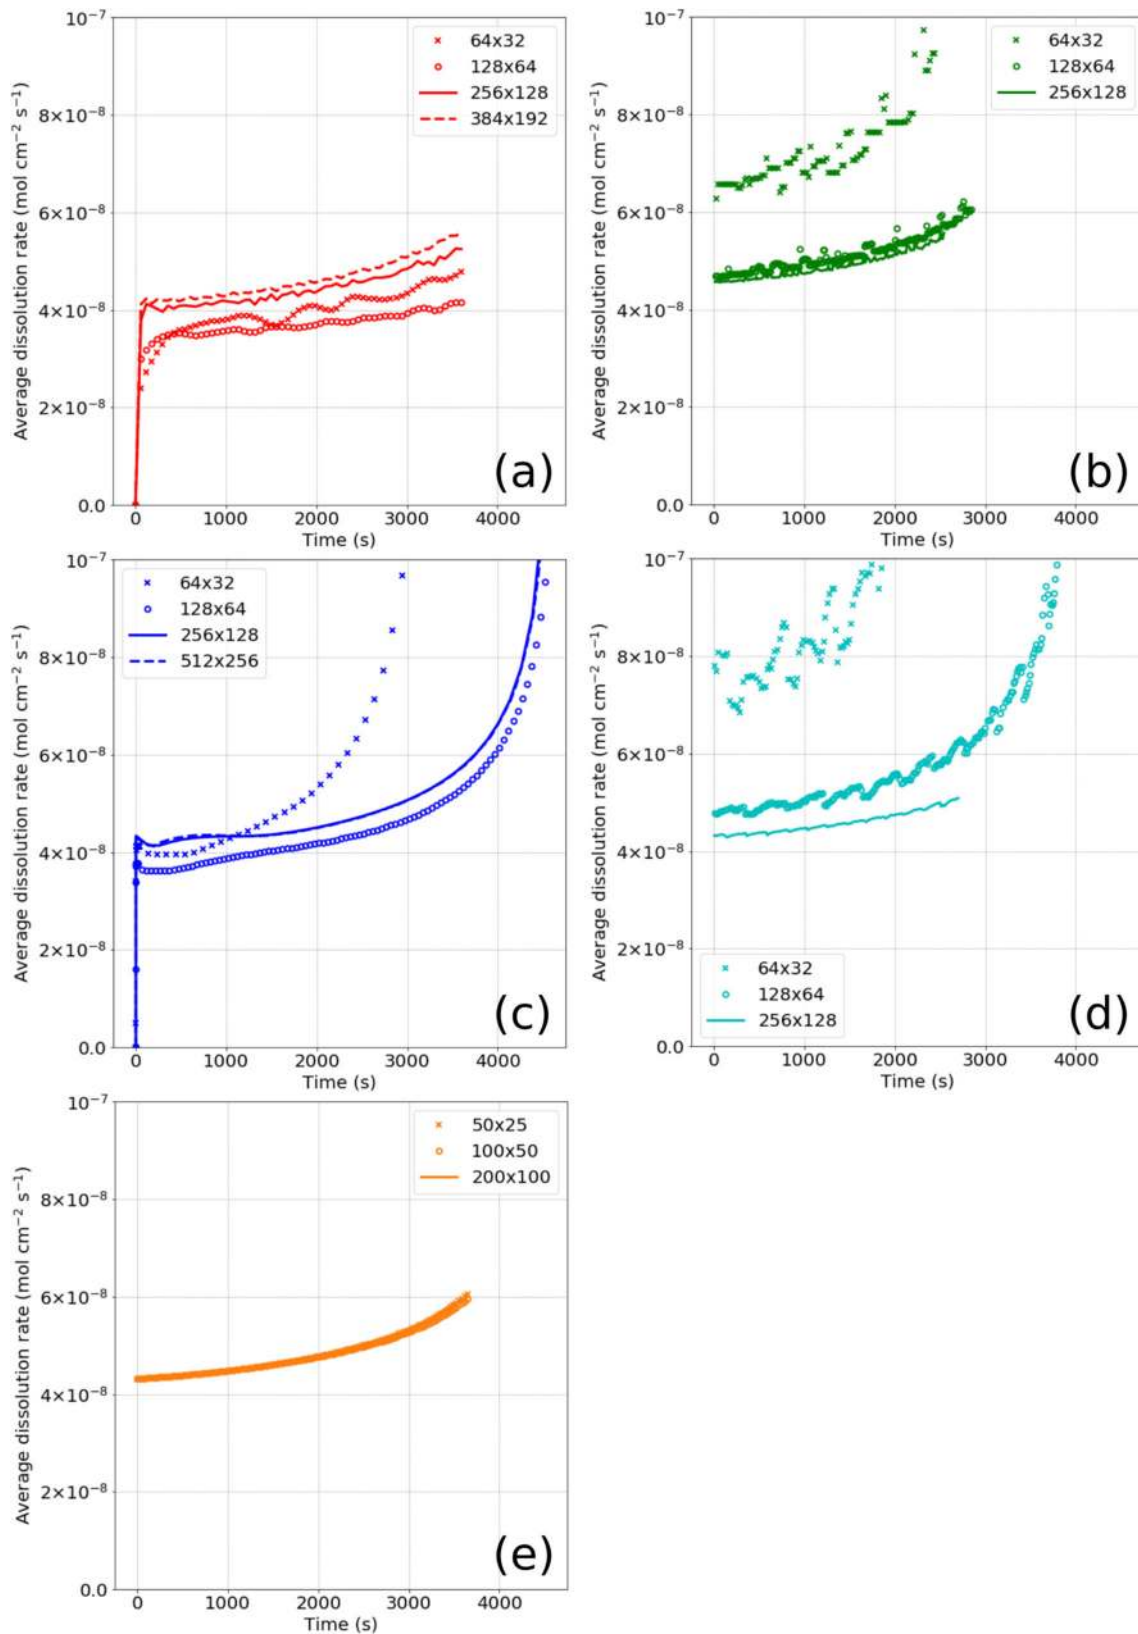 10⁻⁷
8×10⁻⁸
6×10⁻⁸
4×10⁻⁸
2×10⁻⁸
0.0
Average dissolution rate (mol cm⁻² s⁻¹)
64x32
128x64
256x128
384x192
(a)
0 1000 2000 3000 4000
Time (s)
10⁻⁷
8×10⁻⁸
6×10⁻⁸
4×10⁻⁸
2×10⁻⁸
0.0
Average dissolution rate (mol cm⁻² s⁻¹)
64x32
128x64
256x128
(b)
0 1000 2000 3000 4000
Time (s)
10⁻⁷
8×10⁻⁸
6×10⁻⁸
4×10⁻⁸
2×10⁻⁸
0.0
Average dissolution rate (mol cm⁻² s⁻¹)
64x32
128x64
256x128
512x256
(c)
0 1000 2000 3000 4000
Time (s)
10⁻⁷
8×10⁻⁸
6×10⁻⁸
4×10⁻⁸
2×10⁻⁸
0.0
Average dissolution rate (mol cm⁻² s⁻¹)
64x32
128x64
256x128
(d)
0 1000 2000 3000 4000
Time (s)
10⁻⁷
8×10⁻⁸
6×10⁻⁸
4×10⁻⁸
2×10⁻⁸
0.0
Average dissolution rate (mol cm⁻² s⁻¹)
50x25
100x50
200x100
(e)
0 1000 2000 3000 4000
Time (s)